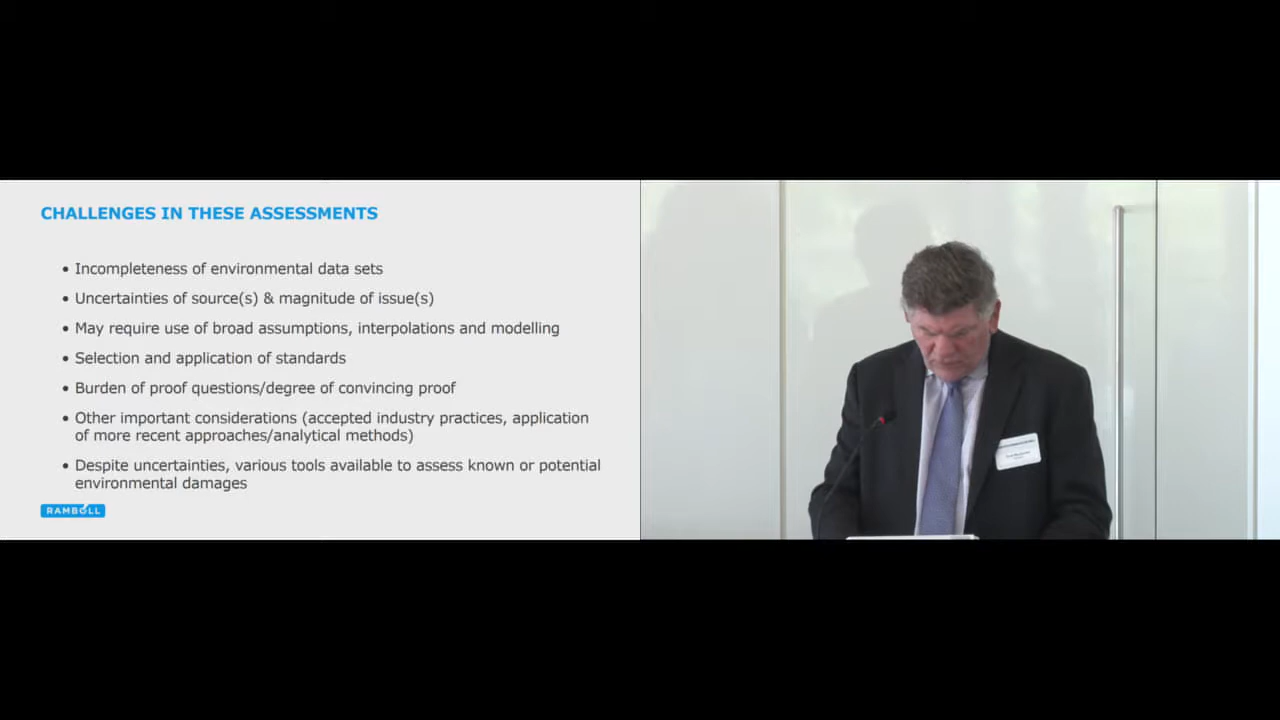 CHALLENGES IN THESE ASSESSMENTS
• Incompleteness of environmental data sets
• Uncertainties of source(s) & magnitude of issue(s)
• May require use of broad assumptions, interpolations and modelling
• Selection and application of standards
• Burden of proof questions/degree of convincing proof
• Other important considerations (accepted industry practices, application
of more recent approaches/analytical methods)
• Despite uncertainties, various tools available to assess known or potential
environmental damages
RAMBOLL